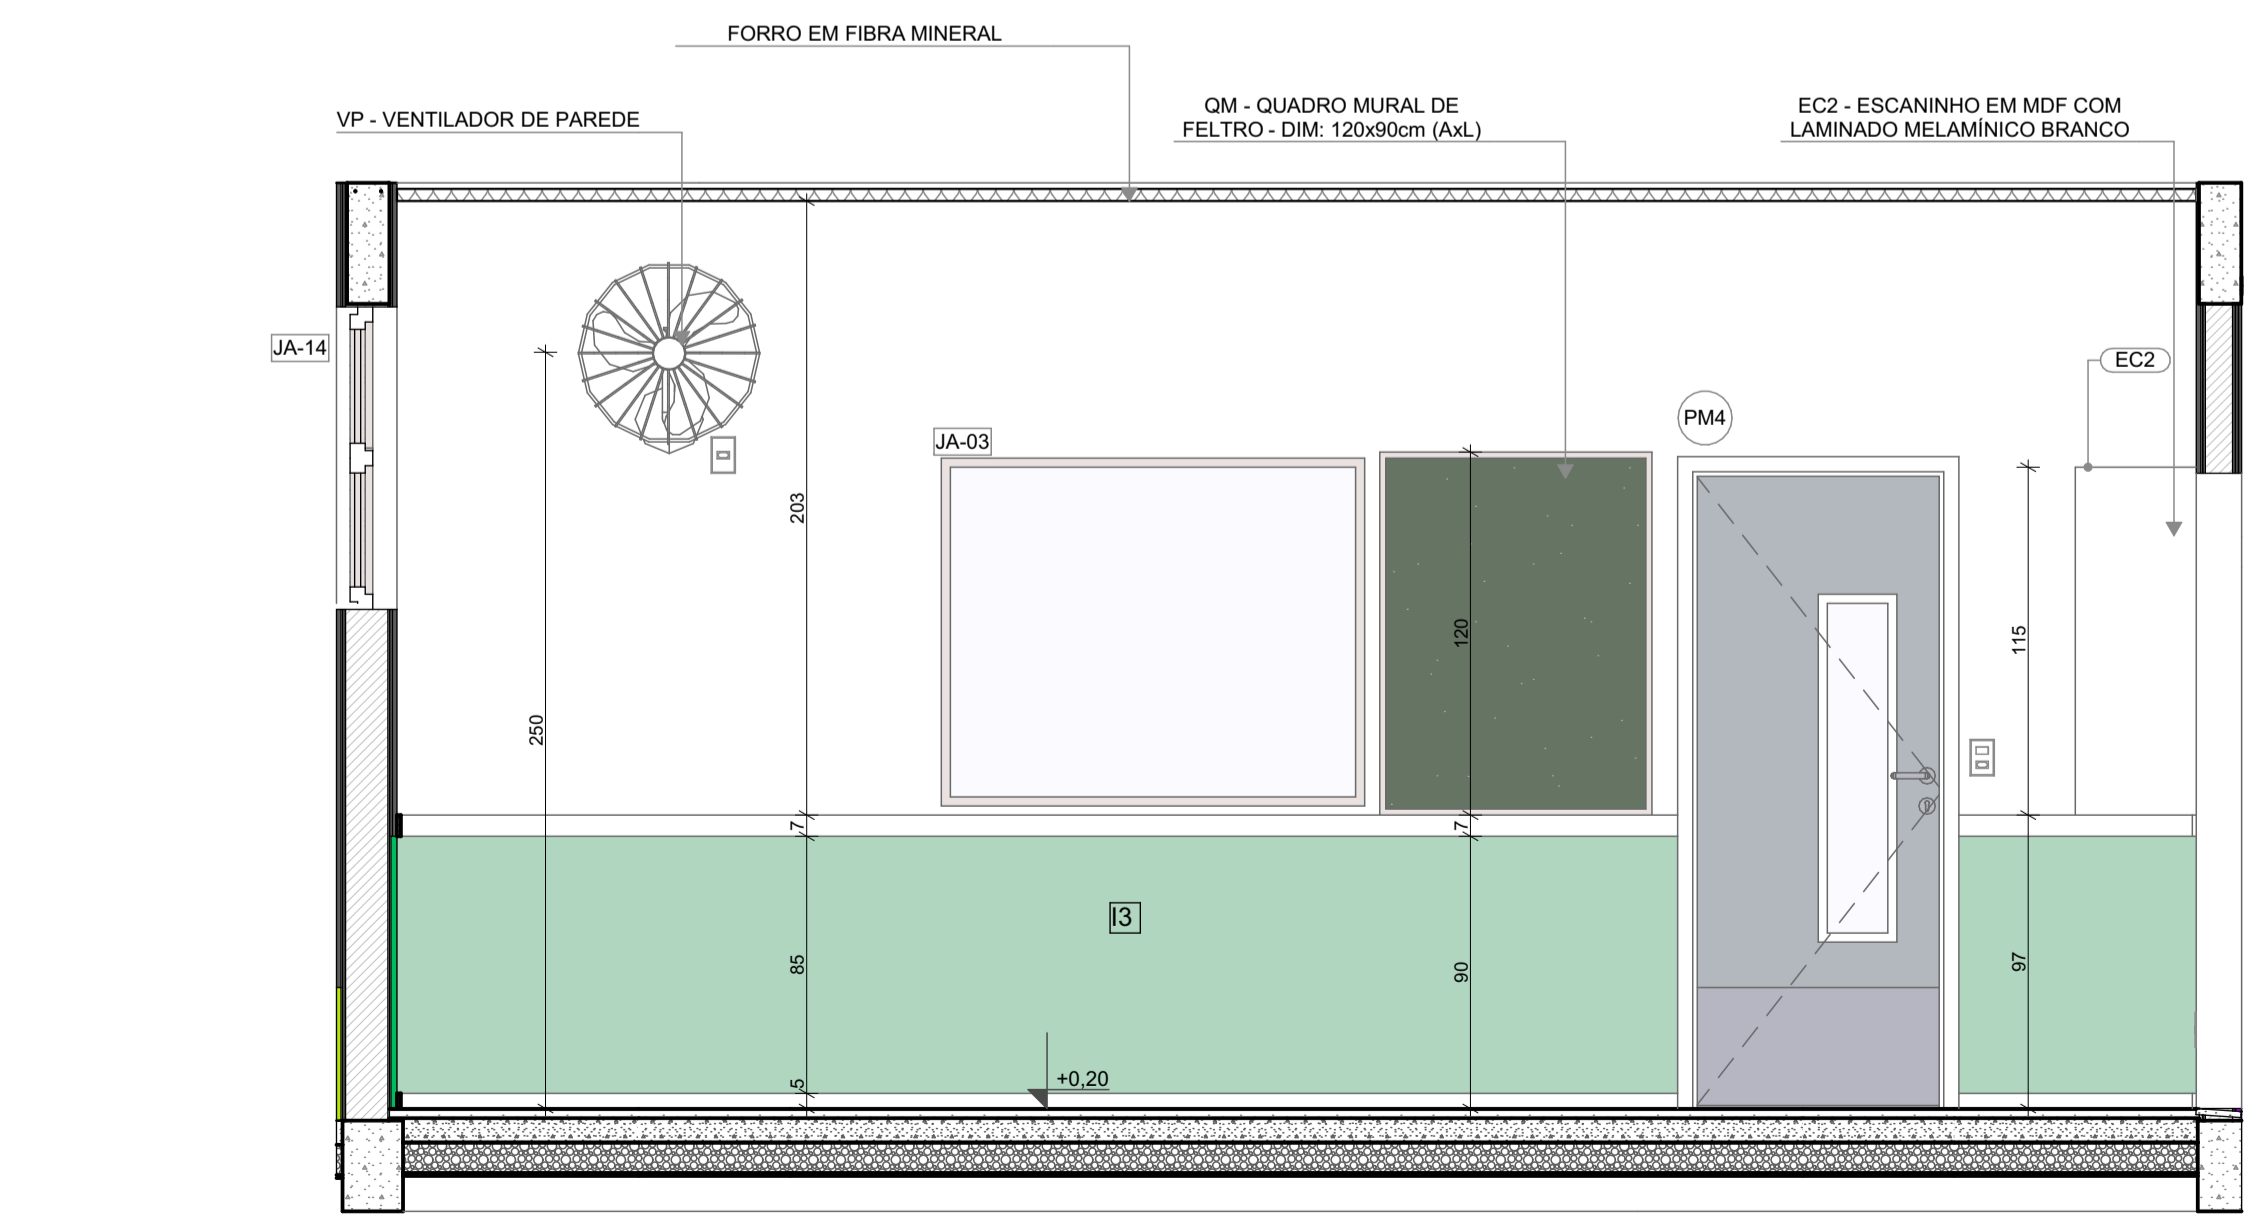 FORRO EM FIBRA MINERAL
VP - VENTILADOR DE PAREDE
QM - QUADRO MURAL DE
FELTRO - DIM: 120x90cm (AxL)
EC2 - ESCANINHO EM MDF COM
LAMINADO MELAMÍNICO BRANCO
JA-14
EC2
PM4
JA-03
203
120
115
250
7
7
I3
85
90
97
5
+0,20